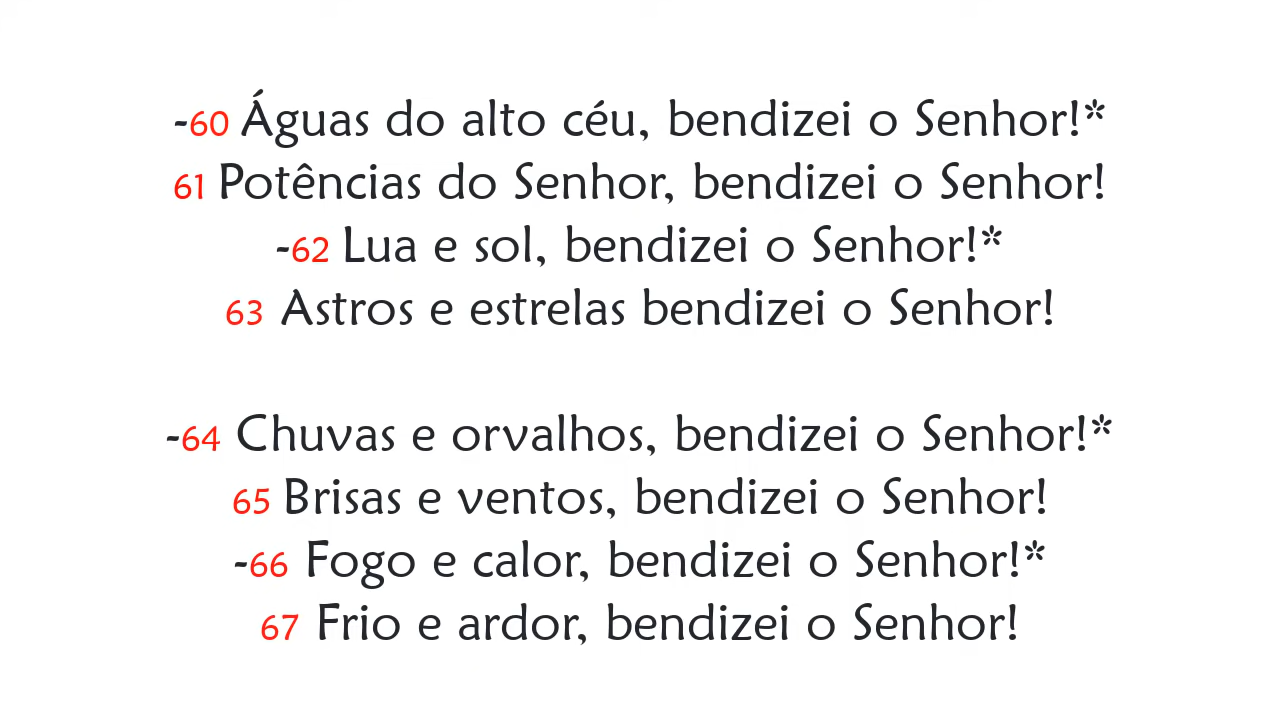 -60 Águas do alto céu, bendizei o Senhor!*
61 Potências do Senhor, bendizei o Senhor!
-62 Lua e sol, bendizei o Senhor!*
63 Astros e estrelas bendizei o Senhor!
-64 Chuvas e orvalhos, bendizei o Senhor!*
65 Brisas e ventos, bendizei o Senhor!
-66 Fogo e calor, bendizei o Senhor!*
67 Frio e ardor, bendizei o Senhor!